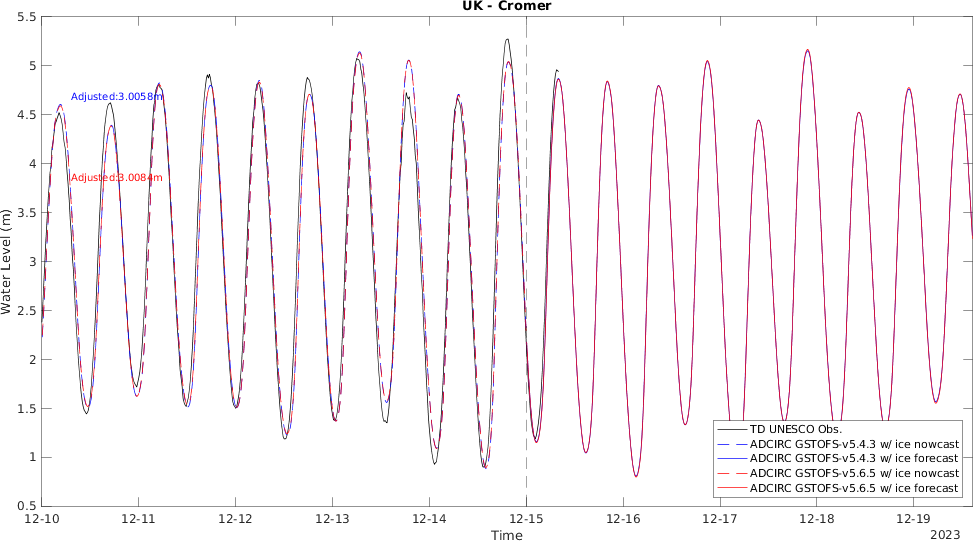 UK - Cromer
5.5
5
4.5
4
3.5
3
2.5
2
1.5
1
0.5
Water Level (m)
Adjusted:3.0058m
Adjusted:3.0084m
TD UNESCO Obs.
ADCIRC GSTOFS-v5.4.3 w/ ice nowcast
ADCIRC GSTOFS-v5.4.3 w/ ice forecast
ADCIRC GSTOFS-v5.6.5 w/ ice nowcast
ADCIRC GSTOFS-v5.6.5 w/ ice forecast
12-10 12-11 12-12 12-13 12-14 12-15 12-16 12-17 12-18 12-19
Time
2023